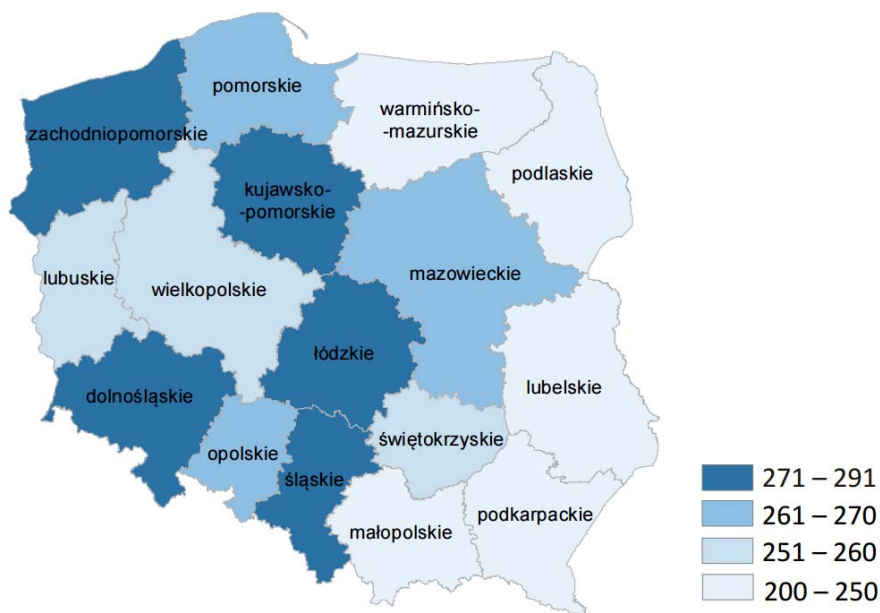 pomorskie
warmińsko-
-mazurskie
zachodniopomorskie
podlaskie
kujawsko-
-pomorskie
mazowieckie
lubuskie
wielkopolskie
łódzkie
lubelskie
dolnośląskie
świętokrzyskie
opolskie
śląskie
podkarpackie
małopolskie
271 – 291
261 – 270
251 – 260
200 – 250